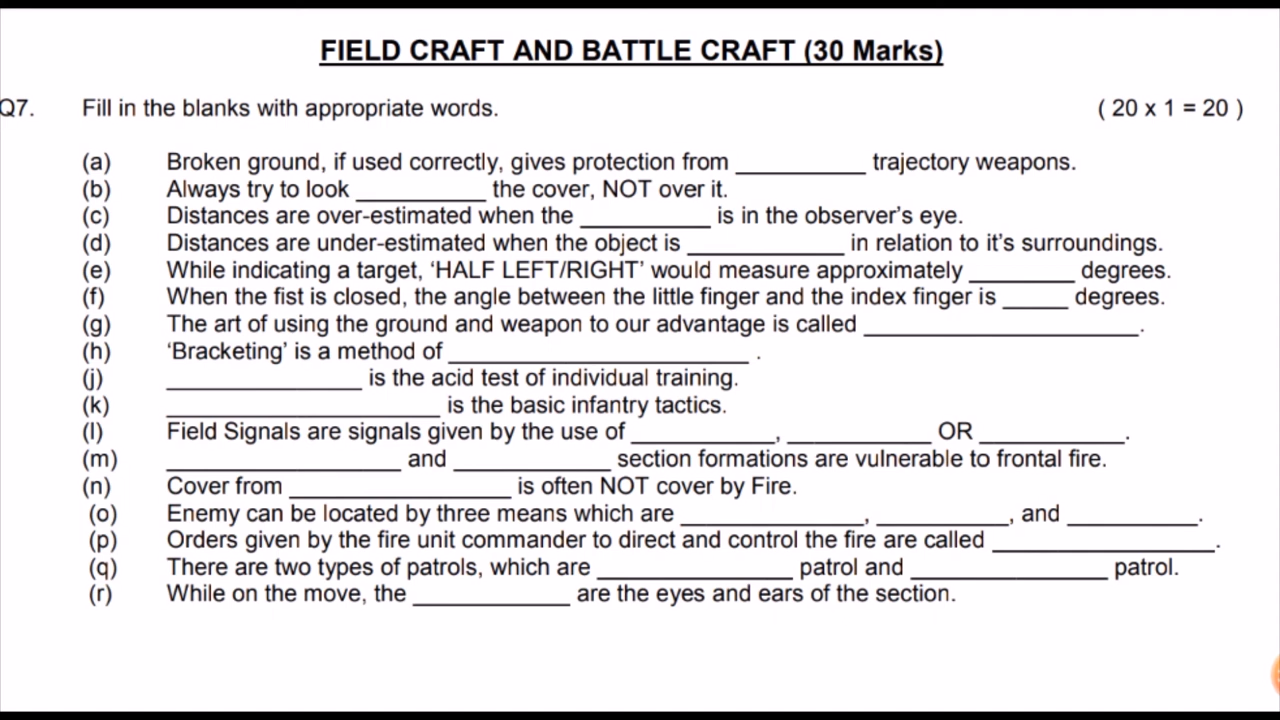 FIELD CRAFT AND BATTLE CRAFT (30 Marks)
Q7. Fill in the blanks with appropriate words. ( 20 x 1 = 20 )
(a) Broken ground, if used correctly, gives protection from __________ trajectory weapons.
(b) Always try to look __________ the cover, NOT over it.
(c) Distances are over-estimated when the __________ is in the observer's eye.
(d) Distances are under-estimated when the object is ____________ in relation to it's surroundings.
(e) While indicating a target, 'HALF LEFT/RIGHT' would measure approximately ________ degrees.
(f) When the fist is closed, the angle between the little finger and the index finger is _____ degrees.
(g) The art of using the ground and weapon to our advantage is called _____________________.
(h) 'Bracketing' is a method of _______________________ .
(j) _______________ is the acid test of individual training.
(k) _____________________ is the basic infantry tactics.
(l) Field Signals are signals given by the use of ___________, ___________ OR ___________.
(m) __________________ and ____________ section formations are vulnerable to frontal fire.
(n) Cover from _________________ is often NOT cover by Fire.
(o) Enemy can be located by three means which are ______________, __________, and __________.
(p) Orders given by the fire unit commander to direct and control the fire are called _________________.
(q) There are two types of patrols, which are _______________ patrol and _______________ patrol.
(r) While on the move, the ____________ are the eyes and ears of the section.